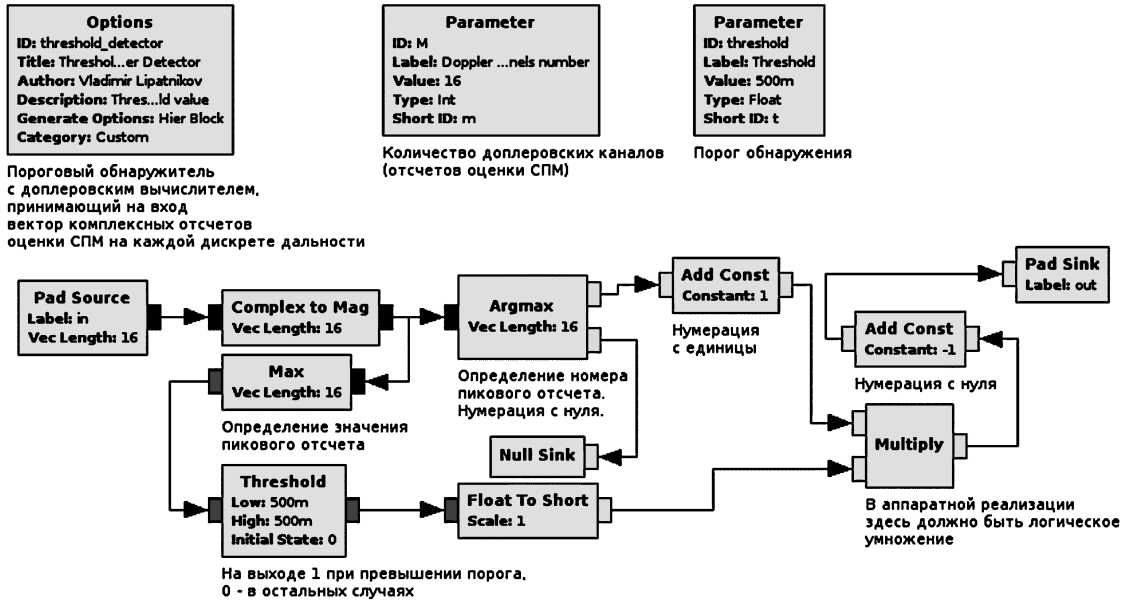 Options
ID: threshold_detector
Title: Threshol...er Detector
Author: Vladimir Lipatnikov
Description: Thres...ld value
Generate Options: Hier Block
Category: Custom
Пороговый обнаружитель
с доплеровским вычислителем,
принимающий на вход
вектор комплексных отсчетов
оценки СПМ на каждой дискрете дальности
Parameter
ID: M
Label: Doppler ...nels number
Value: 16
Type: Int
Short ID: m
Количество доплеровских каналов
(отсчетов оценки СПМ)
Parameter
ID: threshold
Label: Threshold
Value: 500m
Type: Float
Short ID: t
Порог обнаружения
Pad Source
Label: in
Vec Length: 16
Complex to Mag
Vec Length: 16
Max
Vec Length: 16
Определение значения
пикового отсчета
Threshold
Low: 500m
High: 500m
Initial State: 0
На выходе 1 при превышении порога,
0 - в остальных случаях
Argmax
Vec Length: 16
Определение номера
пикового отсчета.
Нумерация с нуля.
Null Sink
Float To Short
Scale: 1
Add Const
Constant: 1
Нумерация
с единицы
Pad Sink
Label: out
Add Const
Constant: -1
Нумерация с нуля
Multiply
В аппаратной реализации
здесь должно быть логическое
умножение